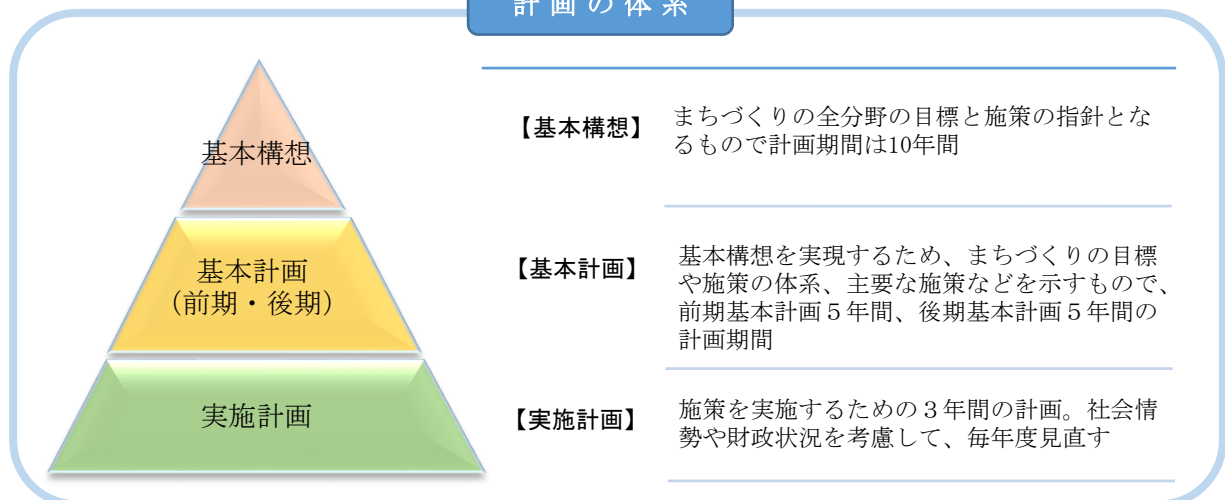 計画の体系
基本構想
基本計画
（前期・後期）
実施計画
【基本構想】
まちづくりの全分野の目標と施策の指針とな
るもので計画期間は10年間
【基本計画】
基本構想を実現するため、まちづくりの目標
や施策の体系、主要な施策などを示すもので、
前期基本計画５年間、後期基本計画５年間の
計画期間
【実施計画】
施策を実施するための３年間の計画。社会情
勢や財政状況を考慮して、毎年度見直す